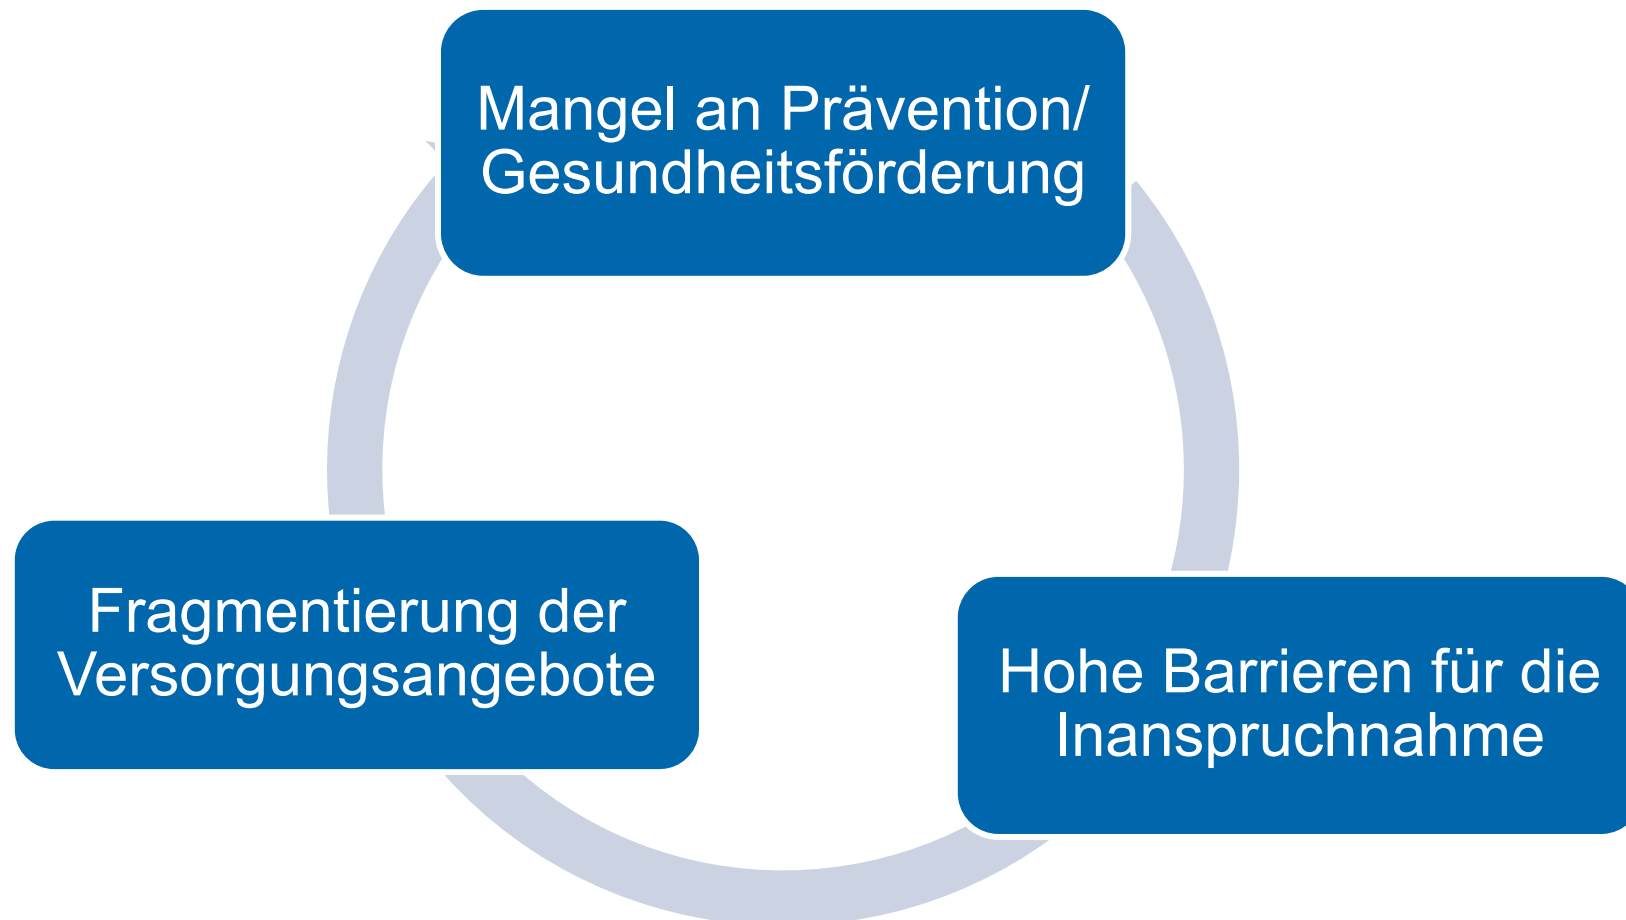 Mangel an Prävention/
Gesundheitsförderung
Fragmentierung der
Versorgungsangebote
Hohe Barrieren für die
Inanspruchnahme